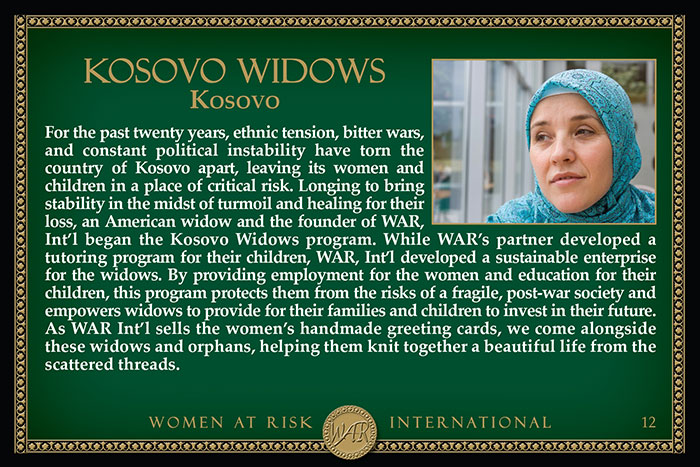 KOSOVO WIDOWS
Kosovo
For the past twenty years, ethnic tension, bitter wars,
and constant political instability have torn the
country of Kosovo apart, leaving its women and
children in a place of critical risk. Longing to bring
stability in the midst of turmoil and healing for their
loss, an American widow and the founder of WAR,
Int'l began the Kosovo Widows program. While WAR's partner developed a
tutoring program for their children, WAR, Int'l developed a sustainable enterprise
for the widows. By providing employment for the women and education for their
children, this program protects them from the risks of a fragile, post-war society and
empowers widows to provide for their families and children to invest in their future.
As WAR Int'l sells the women's handmade greeting cards, we come alongside
these widows and orphans, helping them knit together a beautiful life from the
scattered threads.
WOMEN AT RISK WAR INTERNATIONAL 12